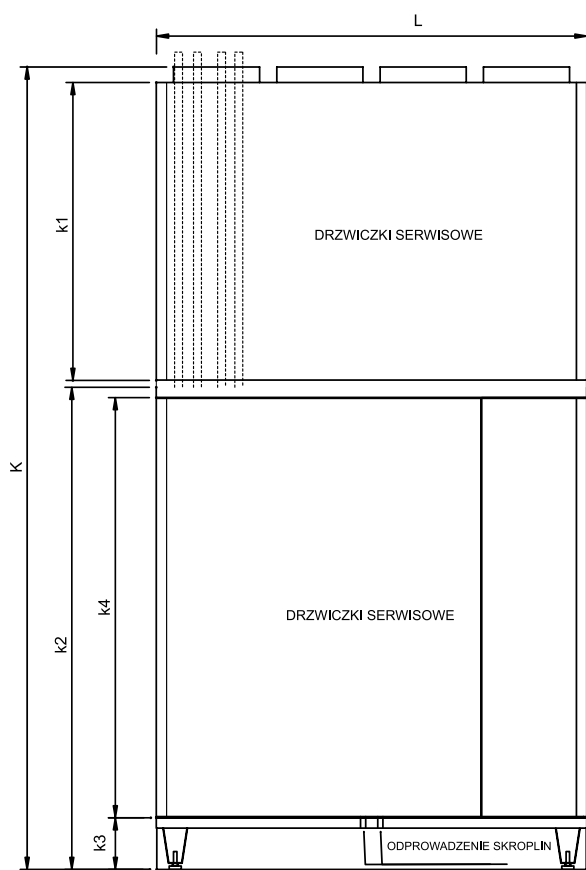 L
k1
DRZWICZKI SERWISOWE
K
k4
DRZWICZKI SERWISOWE
k2
k3
ODPROWADZENIE SKROPLIN